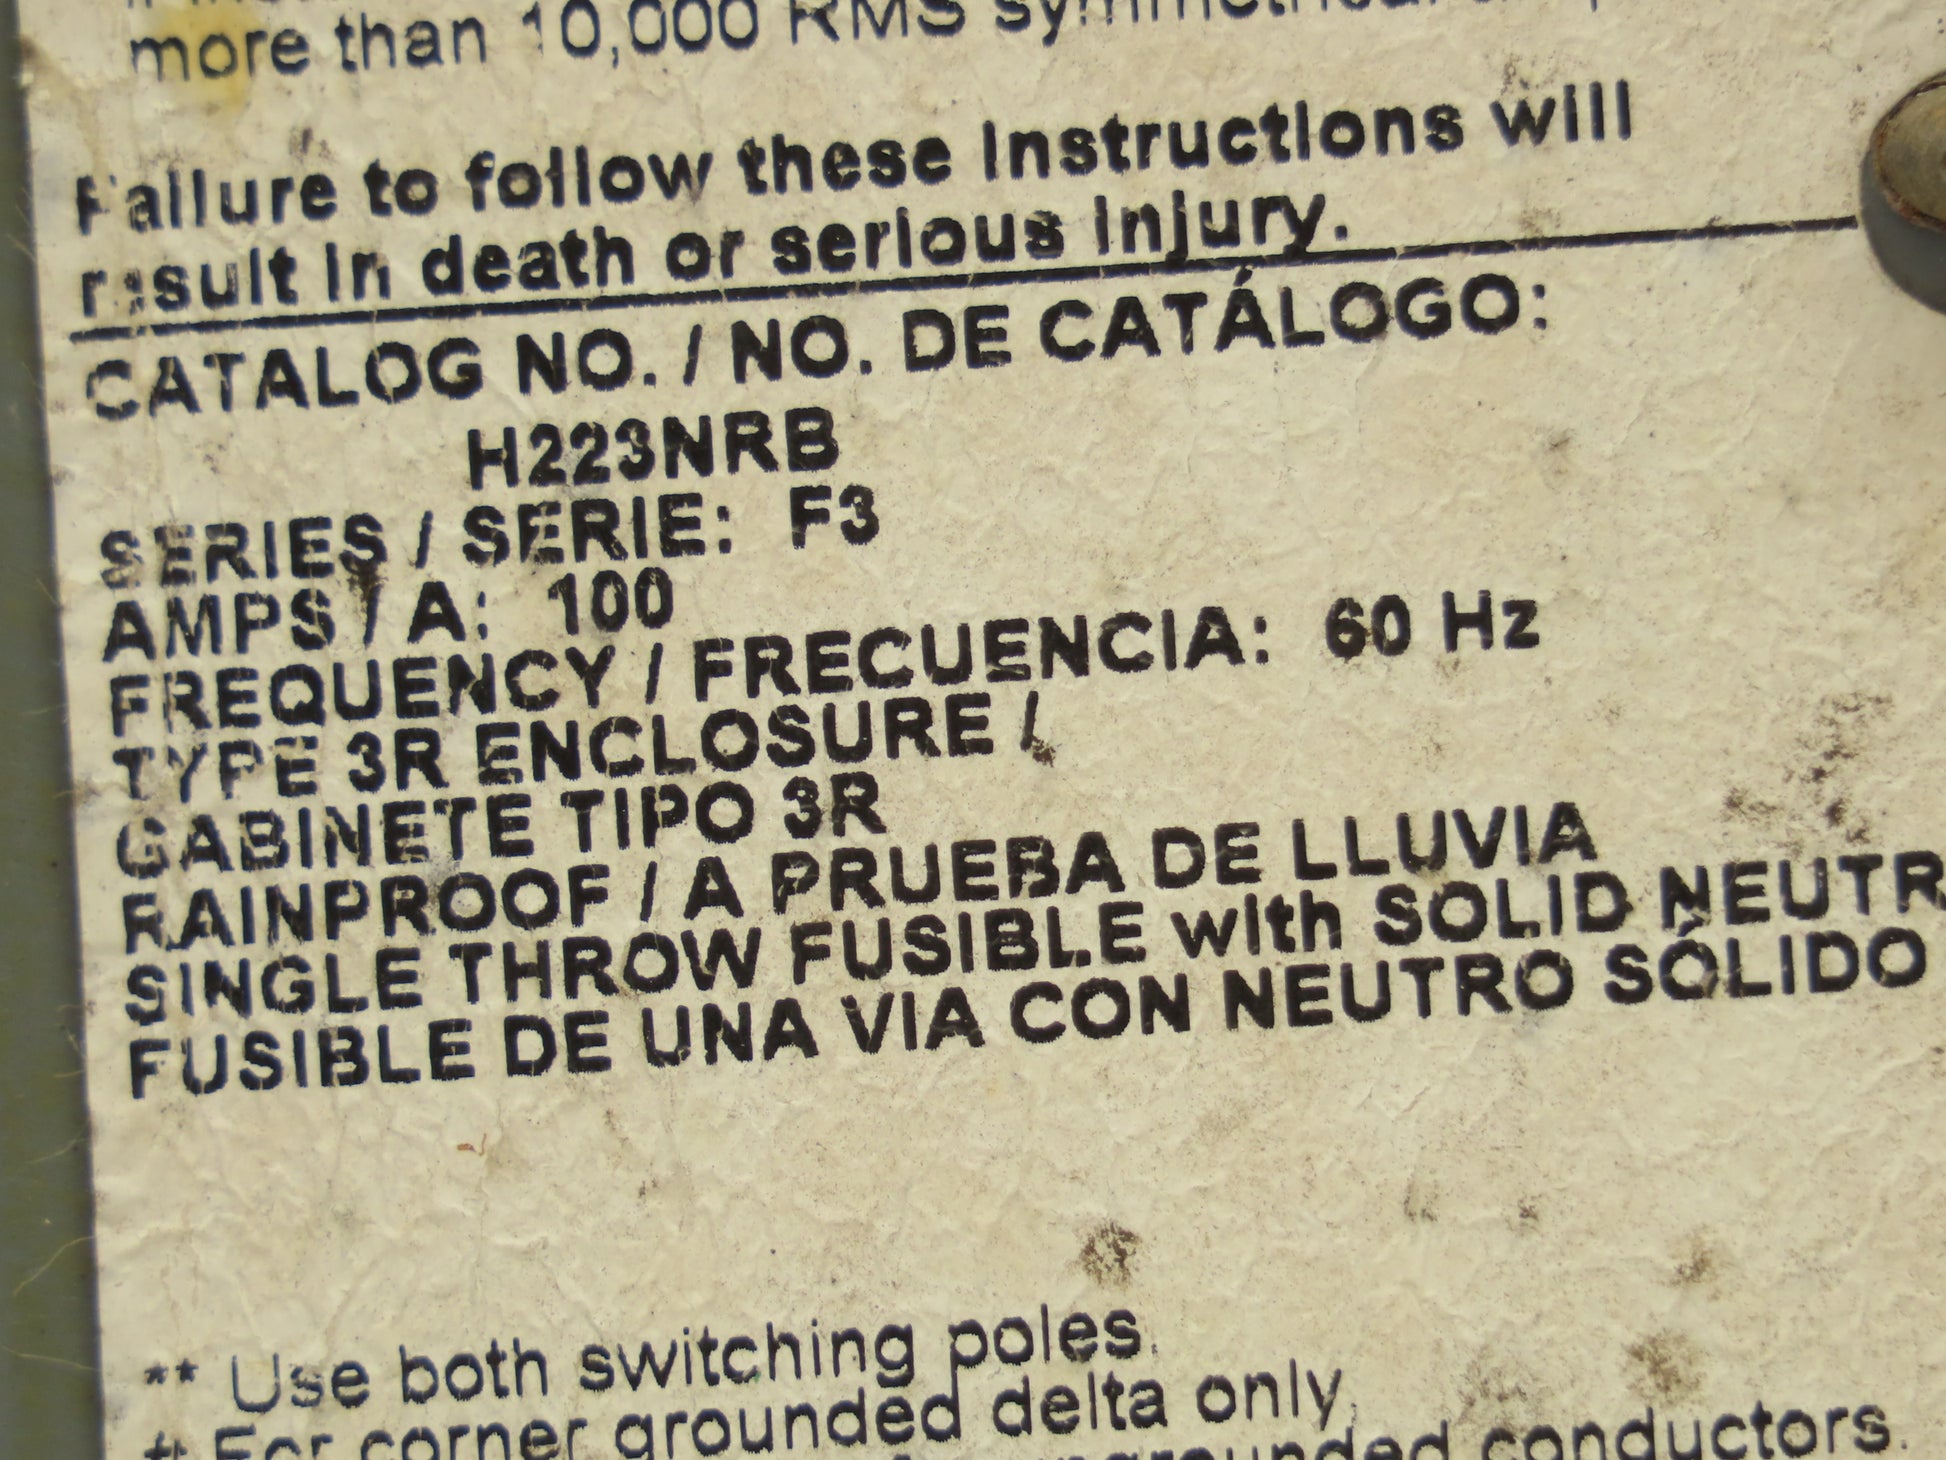 more than 10,000 RMS symmetrical
Failure to follow these instructions will
result in death or serious injury.
CATALOG NO. / NO. DE CATÁLOGO:
H223NRB
SERIES / SERIE: F3
AMPS / A: 100
FREQUENCY / FRECUENCIA: 60 Hz
TYPE 3R ENCLOSURE /
GABINETE TIPO 3R
RAINPROOF / A PRUEBA DE LLUVIA
SINGLE THROW FUSIBLE with SOLID NEUTR
FUSIBLE DE UNA VIA CON NEUTRO SÓLIDO
** Use both switching poles.
# For corner grounded delta only.
ungrounded conductors.